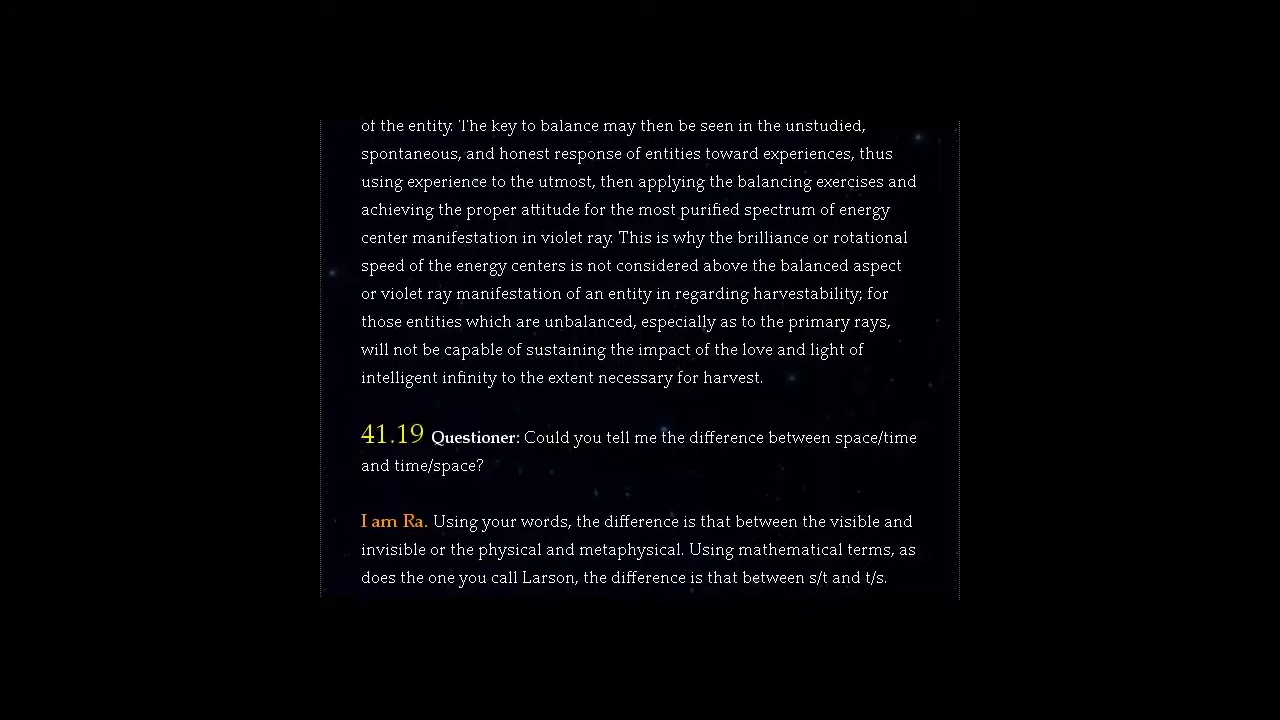 of the entity. The key to balance may then be seen in the unstudied,
spontaneous, and honest response of entities toward experiences, thus
using experience to the utmost, then applying the balancing exercises and
achieving the proper attitude for the most purified spectrum of energy
center manifestation in violet ray. This is why the brilliance or rotational
speed of the energy centers is not considered above the balanced aspect
or violet ray manifestation of an entity in regarding harvestability; for
those entities which are unbalanced, especially as to the primary rays,
will not be capable of sustaining the impact of the love and light of
intelligent infinity to the extent necessary for harvest.
41.19 Questioner: Could you tell me the difference between space/time
and time/space?
I am Ra. Using your words, the difference is that between the visible and
invisible or the physical and metaphysical. Using mathematical terms, as
does the one you call Larson, the difference is that between s/t and t/s.